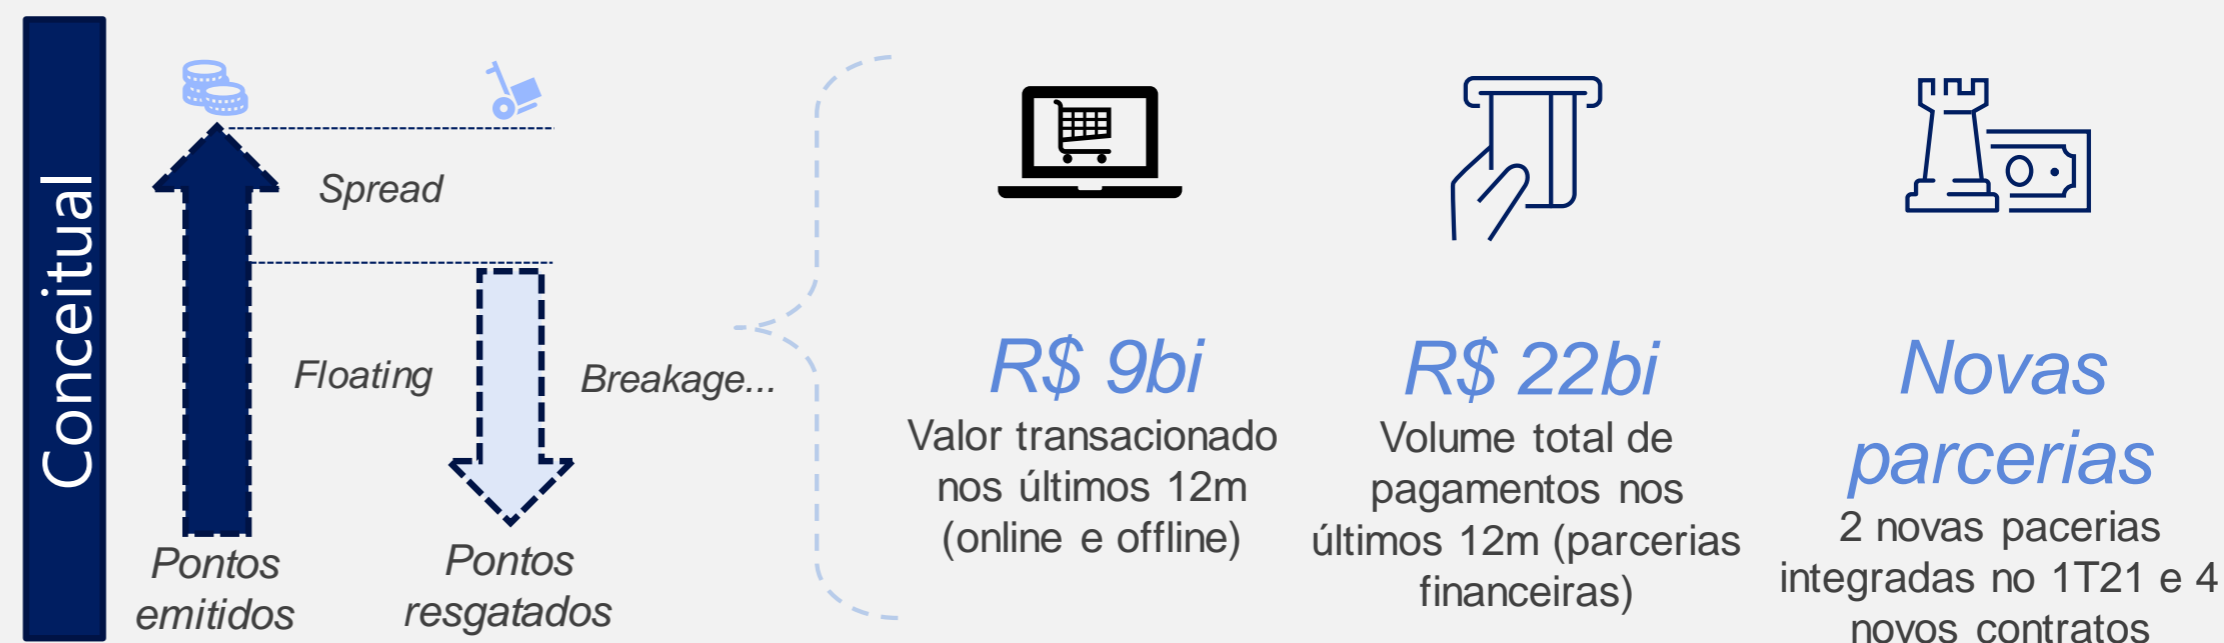 Conceitual
Spread
Floating
Breakage...
Pontos
emitidos
Pontos
resgatados
R$ 9bi
Valor transacionado
nos últimos 12m
(online e offline)
R$ 22bi
Volume total de
pagamentos nos
últimos 12m (parcerias
financeiras)
Novas
parcerias
2 novas pacerias
integradas no 1T21 e 4
novos contratos